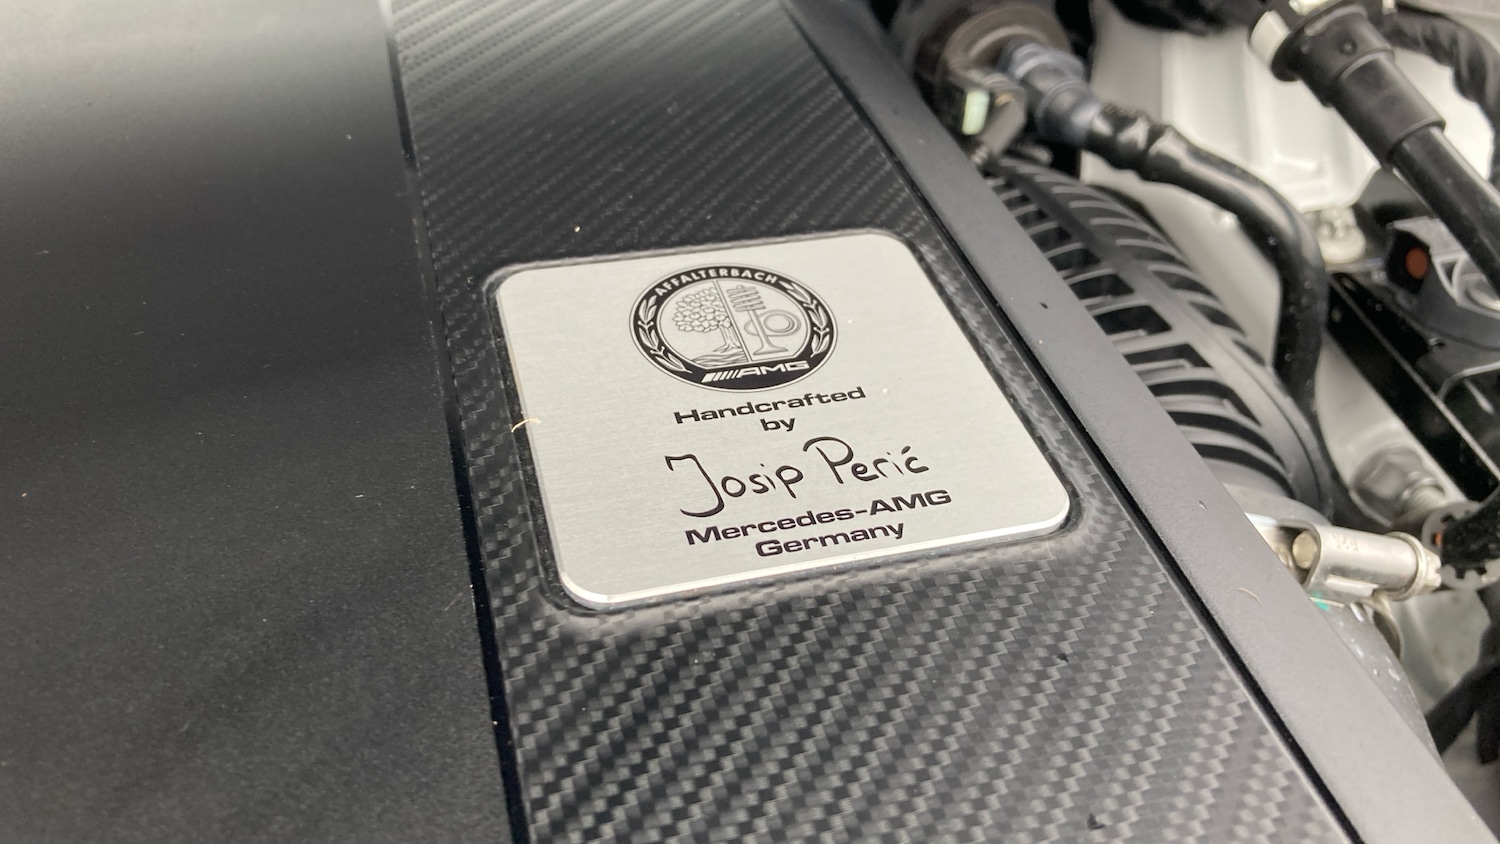 AFFALTERBACH
AMG
Handcrafted
by
Josip Perić
Mercedes-AMG
Germany